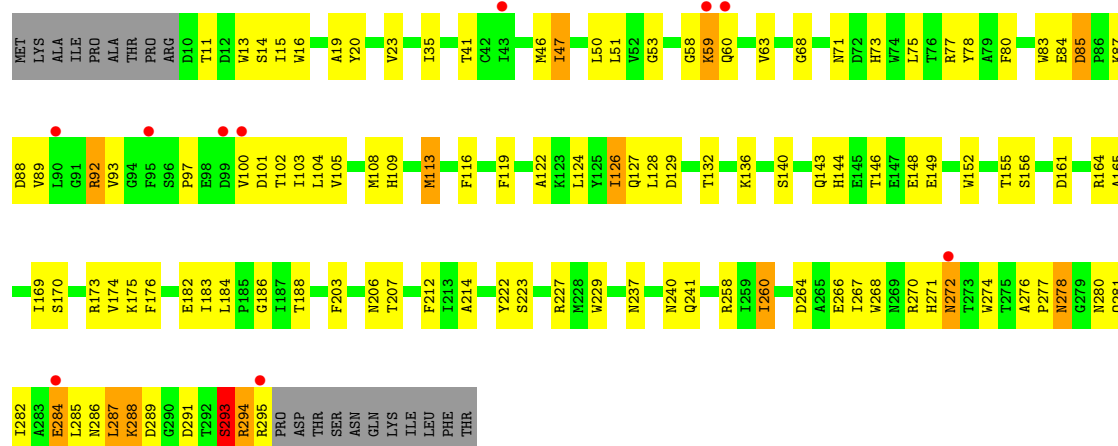 MET LYS ALA ILE PRO ALA THR PRO ARG D10 T11 D12 W13 S14 I15 W16 A19 Y20 V23 I35 T41 C42 I43 M46 I47 L50 L51 V52 G53 G58 K59 Q60 V63 G68 N71 D72 H73 W74 L75 T76 R77 Y78 A79 F80 W83 E84 D85 P86 K87
D88 V89 L90 G91 R92 V93 G94 F95 S96 P97 E98 D99 V100 D101 T102 I103 L104 V105 M108 H109 M113 F116 F119 A122 K123 L124 Y125 I126 Q127 L128 D129 T132 K136 S140 Q143 H144 E145 T146 E147 E148 E149 W152 T155 S156 D161 R164 A165
I169 S170 R173 V174 K175 F176 E182 I183 L184 P185 G186 I187 T188 F203 N206 T207 F212 I213 A214 Y222 S223 R227 M228 W229 N237 N240 Q241 R258 I259 I260 D264 A265 E266 I267 W268 N269 R270 H271 N272 T273 W274 T275 A276 P277 N278 G279 N280 Q281
I282 A283 E284 L285 N286 L287 K288 D289 G290 D291 T292 S293 R294 R295 PRO ASP THR SER ASN GLN LYS ILE LEU PHE THR